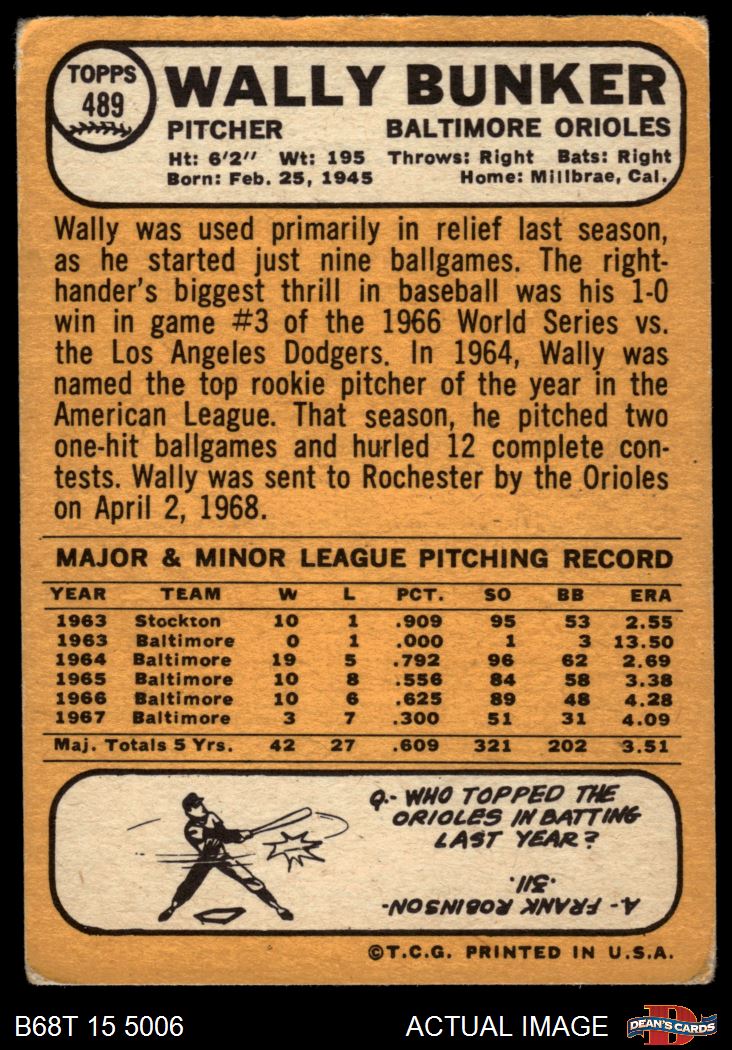 TOPPS
489
WALLY BUNKER
PITCHER BALTIMORE ORIOLES
Ht: 6'2" Wt: 195 Throws: Right Bats: Right
Born: Feb. 25, 1945 Home: Millbrae, Cal.
Wally was used primarily in relief last season,
as he started just nine ballgames. The right-
hander's biggest thrill in baseball was his 1-0
win in game #3 of the 1966 World Series vs.
the Los Angeles Dodgers. In 1964, Wally was
named the top rookie pitcher of the year in the
American League. That season, he pitched two
one-hit ballgames and hurled 12 complete con-
tests. Wally was sent to Rochester by the Orioles
on April 2, 1968.
MAJOR & MINOR LEAGUE PITCHING RECORD
YEAR TEAM W L PCT. SO BB ERA
1963 Stockton 10 1 .909 95 53 2.55
1963 Baltimore 0 1 .000 1 3 13.50
1964 Baltimore 19 5 .792 96 62 2.69
1965 Baltimore 10 8 .556 84 58 3.38
1966 Baltimore 10 6 .625 89 48 4.28
1967 Baltimore 3 7 .300 51 31 4.09
Maj. Totals 5 Yrs. 42 27 .609 321 202 3.51
Q.- WHO TOPPED THE
ORIOLES IN BATTING
LAST YEAR?
A- FRANK ROBINSON-
.311.
©T.C.G. PRINTED IN U.S.A.
B68T 15 5006 ACTUAL IMAGE
D
DEAN'S CARDS